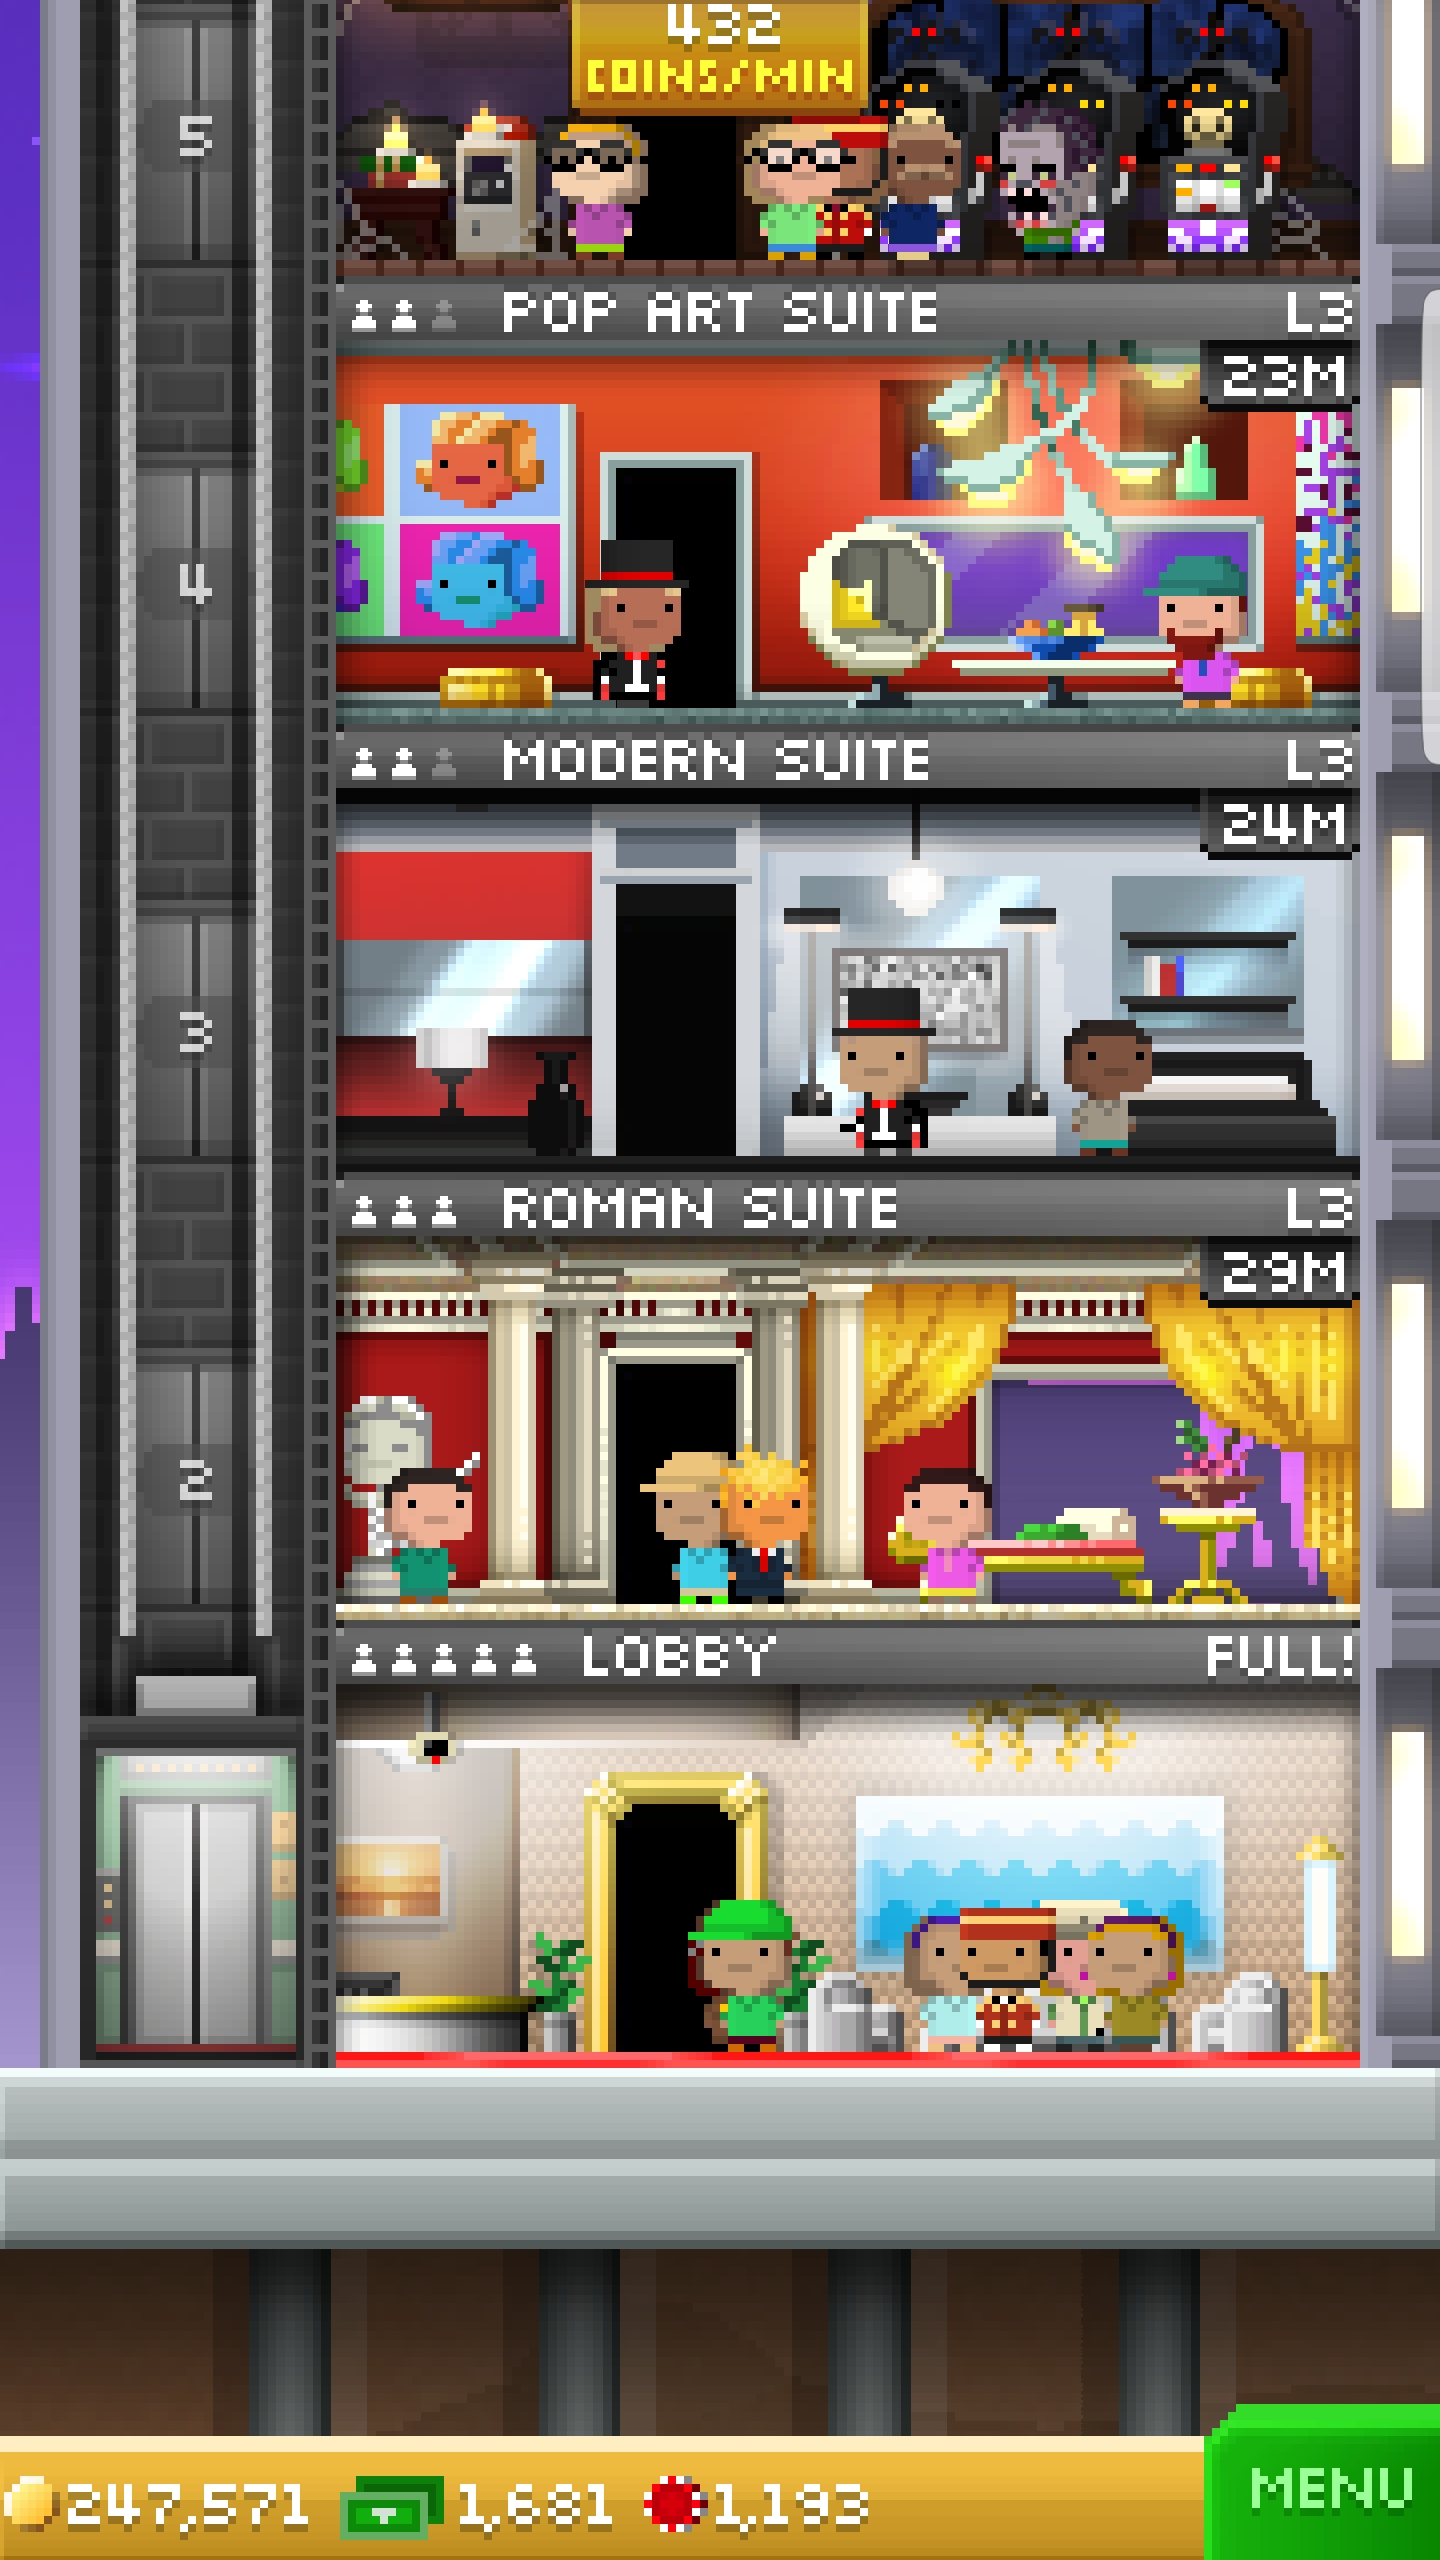 432
COINS/MIN
5
POP ART SUITE L3
23M
4
MODERN SUITE L3
24M
3
ROMAN SUITE L3
29M
2
LOBBY FULL!
247,571 1,681 1,193 MENU